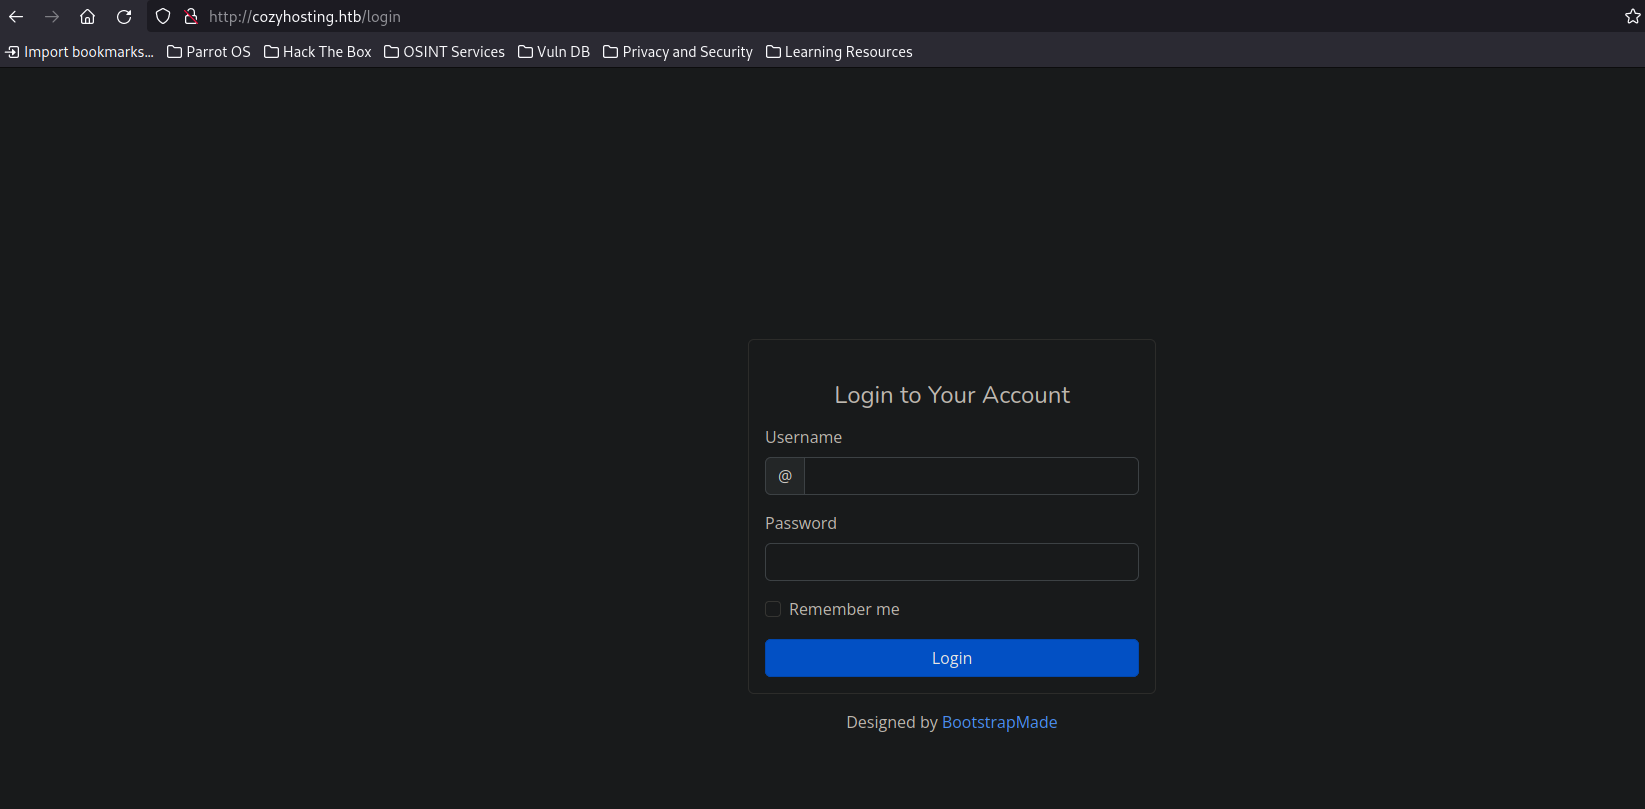 http://cozyhosting.htb/login
Import bookmarks... Parrot OS Hack The Box OSINT Services Vuln DB Privacy and Security Learning Resources
Login to Your Account
Username
@
Password
Remember me
Login
Designed by BootstrapMade